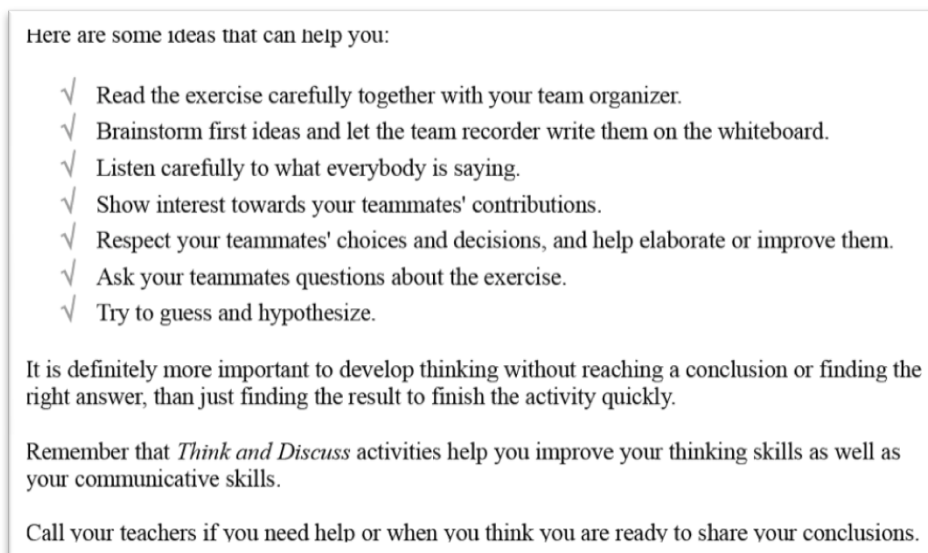 Here are some ideas that can help you:
√ Read the exercise carefully together with your team organizer.
√ Brainstorm first ideas and let the team recorder write them on the whiteboard.
√ Listen carefully to what everybody is saying.
√ Show interest towards your teammates' contributions.
√ Respect your teammates' choices and decisions, and help elaborate or improve them.
√ Ask your teammates questions about the exercise.
√ Try to guess and hypothesize.
It is definitely more important to develop thinking without reaching a conclusion or finding the
right answer, than just finding the result to finish the activity quickly.
Remember that Think and Discuss activities help you improve your thinking skills as well as
your communicative skills.
Call your teachers if you need help or when you think you are ready to share your conclusions.